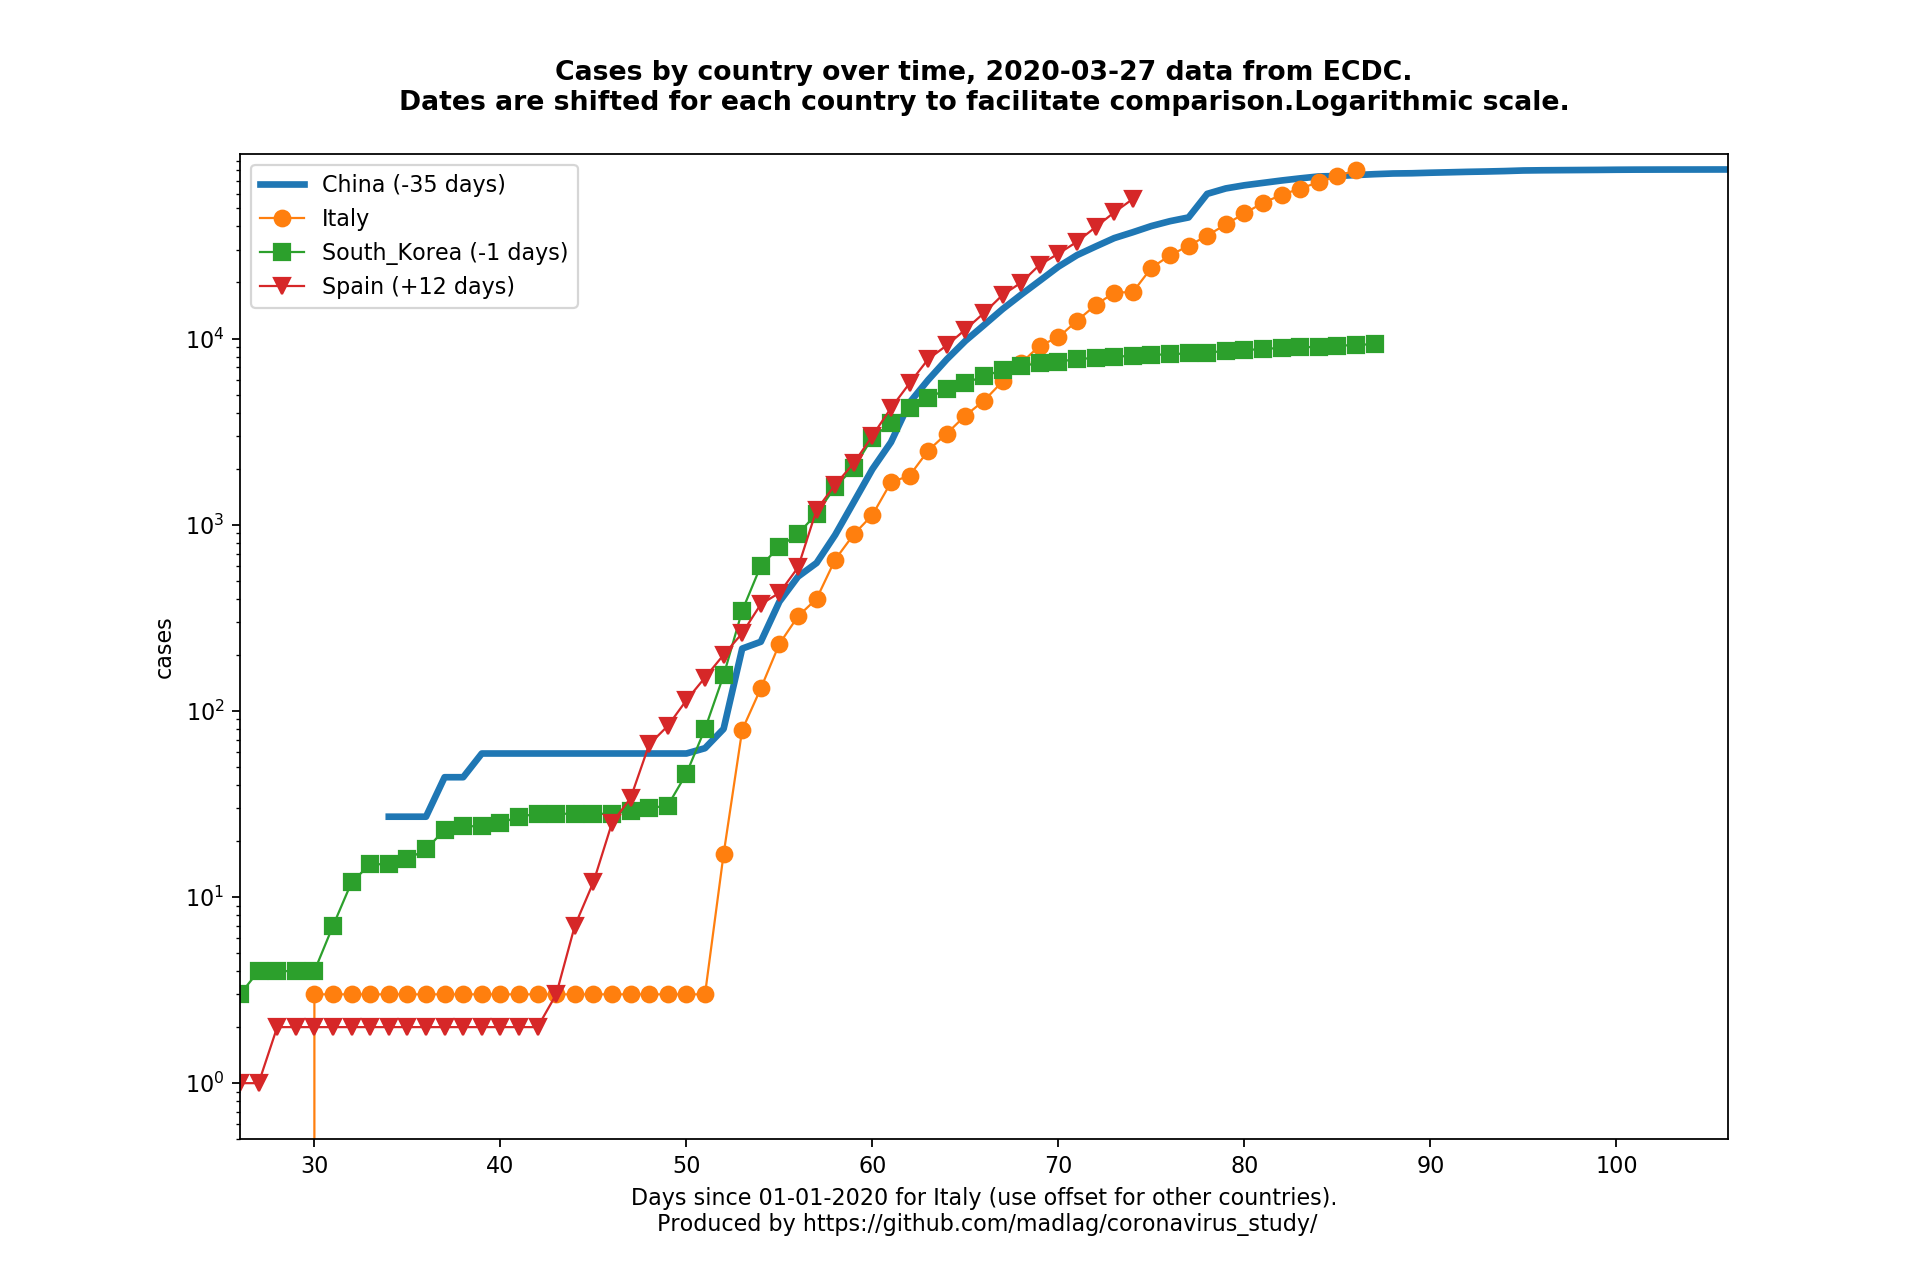 Cases by country over time, 2020-03-27 data from ECDC.
Dates are shifted for each country to facilitate comparison.Logarithmic scale.
China (-35 days)
Italy
South_Korea (-1 days)
Spain (+12 days)
10⁴
10³
10²
10¹
10⁰
cases
30 40 50 60 70 80 90 100
Days since 01-01-2020 for Italy (use offset for other countries).
Produced by https://github.com/madlag/coronavirus_study/